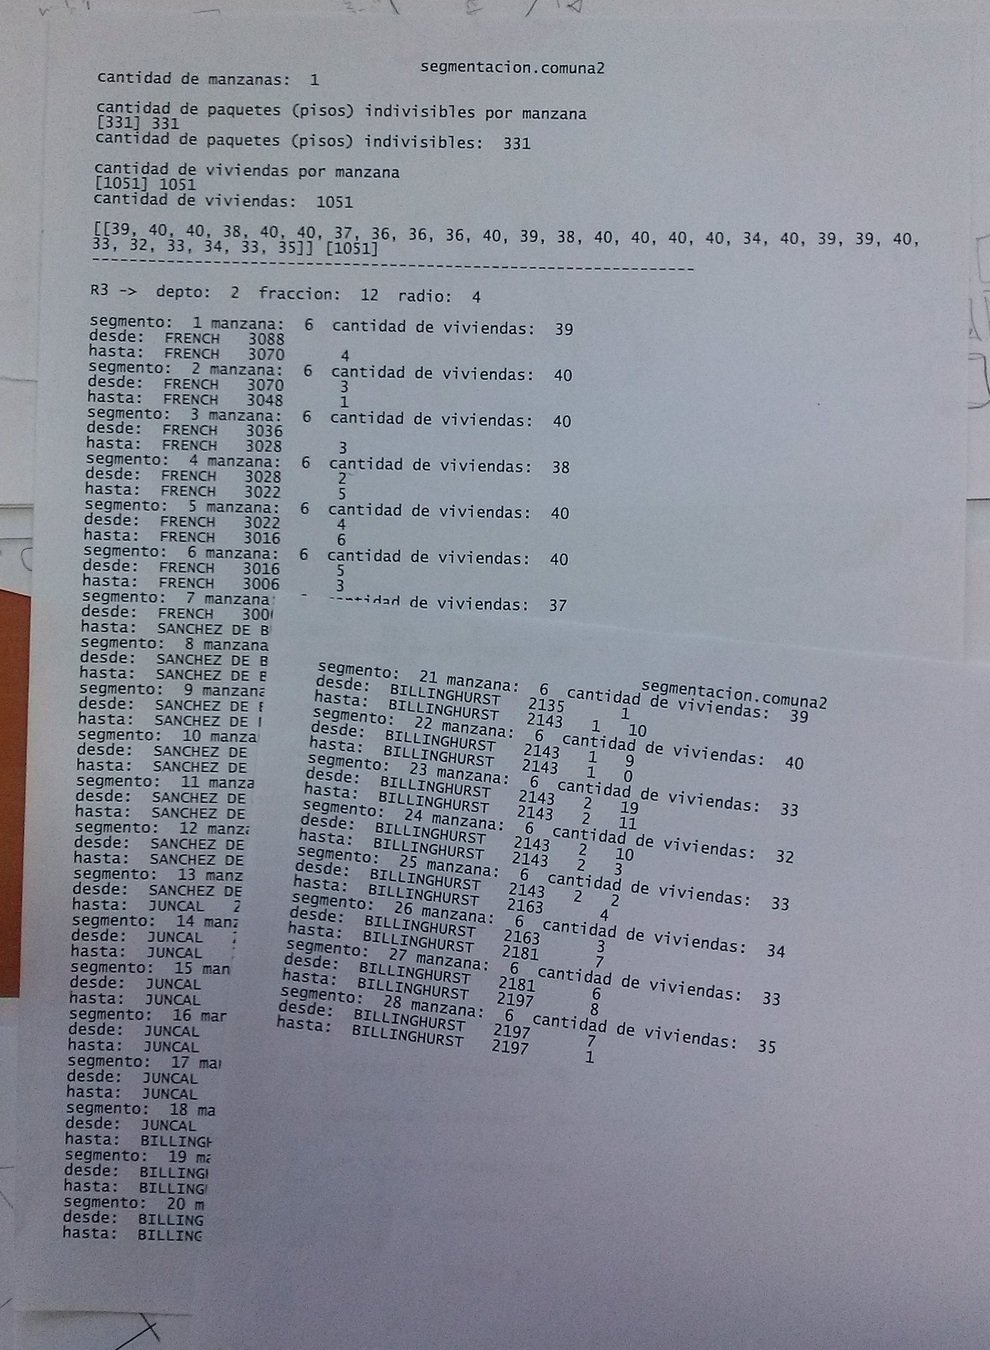 segmentacion.comuna2
cantidad de manzanas: 1
cantidad de paquetes (pisos) indivisibles por manzana
[331] 331
cantidad de paquetes (pisos) indivisibles: 331
cantidad de viviendas por manzana
[1051] 1051
cantidad de viviendas: 1051
[[39, 40, 40, 38, 40, 40, 37, 36, 36, 36, 40, 39, 38, 40, 40, 40, 40, 34, 40, 39, 39, 40,
33, 32, 33, 34, 33, 35]] [1051]
----------------------------------------------------------------
R3 -> depto: 2 fraccion: 12 radio: 4
segmento: 1 manzana: 6 cantidad de viviendas: 39
desde: FRENCH 3088
hasta: FRENCH 3070 4
segmento: 2 manzana: 6 cantidad de viviendas: 40
desde: FRENCH 3070 3
hasta: FRENCH 3048 1
segmento: 3 manzana: 6 cantidad de viviendas: 40
desde: FRENCH 3036
hasta: FRENCH 3028 3
segmento: 4 manzana: 6 cantidad de viviendas: 38
desde: FRENCH 3028 2
hasta: FRENCH 3022 5
segmento: 5 manzana: 6 cantidad de viviendas: 40
desde: FRENCH 3022 4
hasta: FRENCH 3016 6
segmento: 6 manzana: 6 cantidad de viviendas: 40
desde: FRENCH 3016 5
hasta: FRENCH 3006 3
segmento: 7 manzana cantidad de viviendas: 37
desde: FRENCH 300
hasta: SANCHEZ DE B
segmento: 8 manzana
desde: SANCHEZ DE B
hasta: SANCHEZ DE B
segmento: 9 manzana
desde: SANCHEZ DE
hasta: SANCHEZ DE
segmento: 10 manza
desde: SANCHEZ DE
hasta: SANCHEZ DE
segmento: 11 manza
desde: SANCHEZ DE
hasta: SANCHEZ DE
segmento: 12 manz
desde: SANCHEZ DE
hasta: SANCHEZ DE
segmento: 13 manz
desde: SANCHEZ DE
hasta: JUNCAL 2
segmento: 14 man
desde: JUNCAL
hasta: JUNCAL
segmento: 15 man
desde: JUNCAL
hasta: JUNCAL
segmento: 16 mar
desde: JUNCAL
hasta: JUNCAL
segmento: 17 ma
desde: JUNCAL
hasta: JUNCAL
segmento: 18 ma
desde: JUNCAL
hasta: BILLINGH
segmento: 19 m
desde: BILLING
hasta: BILLING
segmento: 20 m
desde: BILLING
hasta: BILLING
segmentacion.comuna2
segmento: 21 manzana: 6 cantidad de viviendas: 39
desde: BILLINGHURST 2135 1
hasta: BILLINGHURST 2143 1 10
segmento: 22 manzana: 6 cantidad de viviendas: 40
desde: BILLINGHURST 2143 1 9
hasta: BILLINGHURST 2143 1 0
segmento: 23 manzana: 6 cantidad de viviendas: 33
desde: BILLINGHURST 2143 2 19
hasta: BILLINGHURST 2143 2 11
segmento: 24 manzana: 6 cantidad de viviendas: 32
desde: BILLINGHURST 2143 2 10
hasta: BILLINGHURST 2143 2 3
segmento: 25 manzana: 6 cantidad de viviendas: 33
desde: BILLINGHURST 2143 2 2
hasta: BILLINGHURST 2163 4
segmento: 26 manzana: 6 cantidad de viviendas: 34
desde: BILLINGHURST 2163 3
hasta: BILLINGHURST 2181 7
segmento: 27 manzana: 6 cantidad de viviendas: 33
desde: BILLINGHURST 2181 6
hasta: BILLINGHURST 2197 8
segmento: 28 manzana: 6 cantidad de viviendas: 35
desde: BILLINGHURST 2197 7
hasta: BILLINGHURST 2197 1